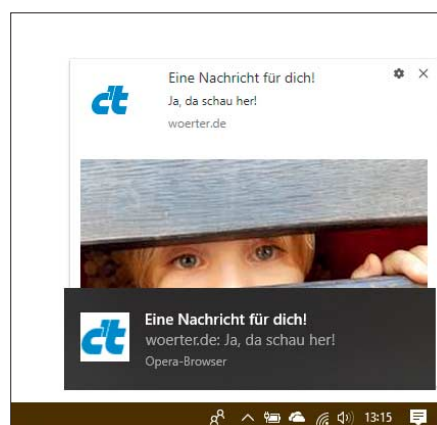 c't
Eine Nachricht für dich!
Ja, da schau her!
woerter.de
c't
Eine Nachricht für dich!
woerter.de: Ja, da schau her!
Opera-Browser
13:15